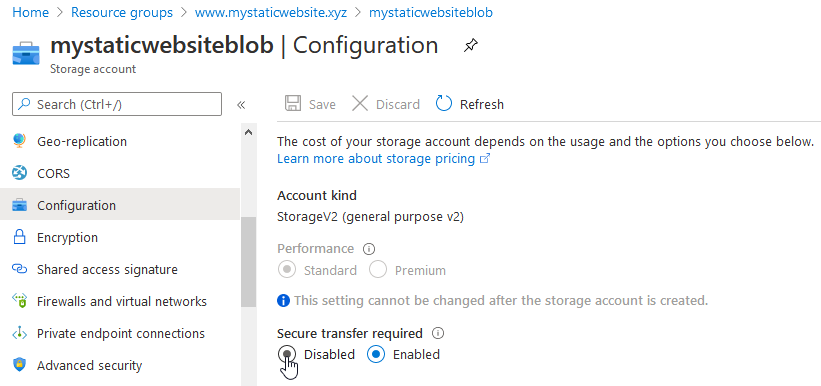 Home > Resource groups > www.mystaticwebsite.xyz > mystaticwebsiteblob
mystaticwebsiteblob | Configuration
Storage account
Search (Ctrl+/)
«
Save
Discard
Refresh
Geo-replication
CORS
Configuration
Encryption
Shared access signature
Firewalls and virtual networks
Private endpoint connections
Advanced security
The cost of your storage account depends on the usage and the options you choose below.
Learn more about storage pricing
Account kind
StorageV2 (general purpose v2)
Performance
Standard Premium
This setting cannot be changed after the storage account is created.
Secure transfer required
Disabled Enabled